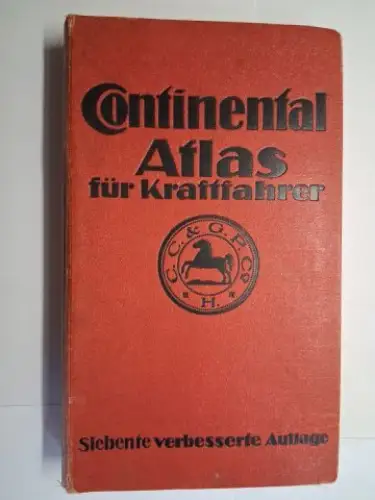 Continental
Atlas
für Kraftfahrer
C. C. & G. P. Co
H.
Siebente verbesserte Auflage